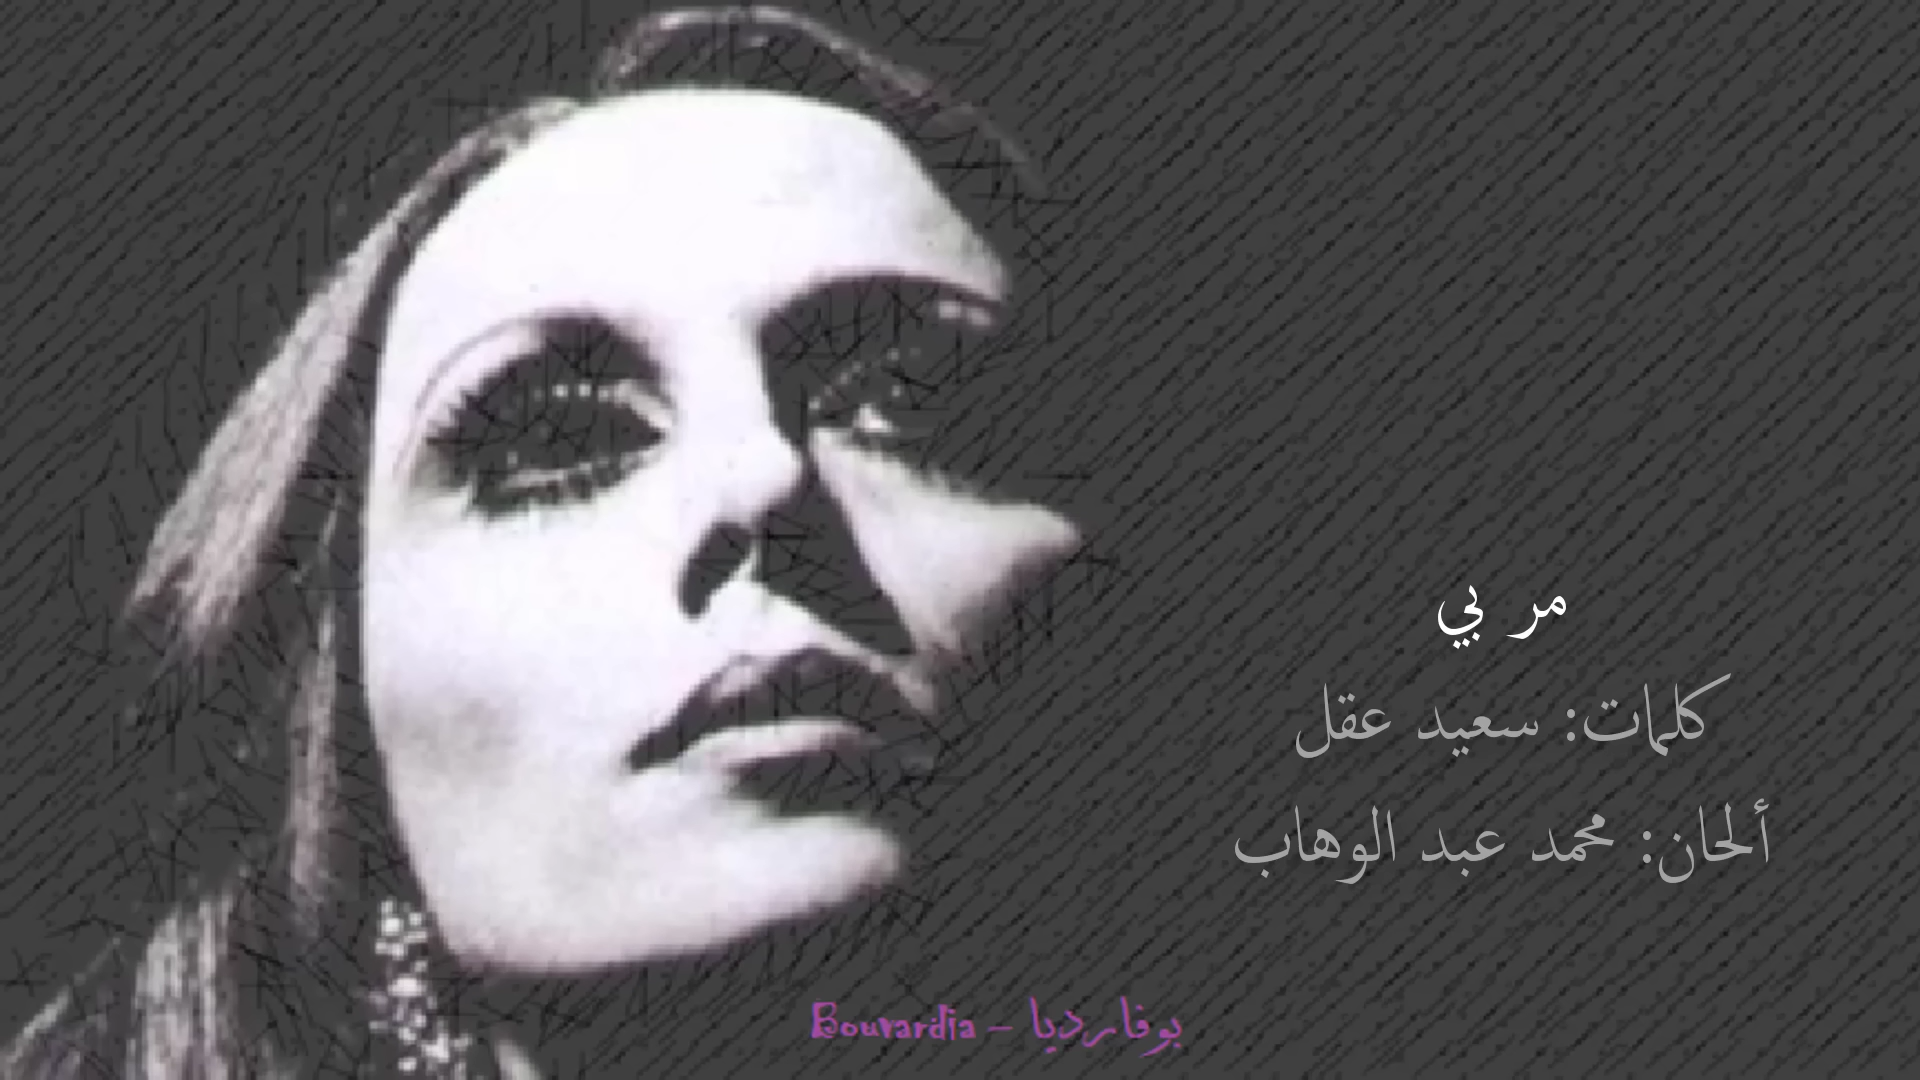 مر بي
كلمات: سعيد عقل
ألحان: محمد عبد الوهاب
Bouvardia - بوفارديا